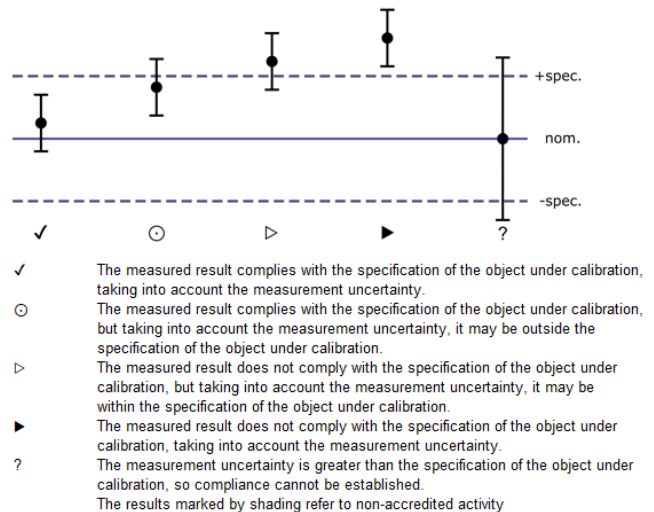 +spec.
nom.
-spec.
✓ ⊙ ▷ ► ?
✓ The measured result complies with the specification of the object under calibration,
taking into account the measurement uncertainty.
⊙ The measured result complies with the specification of the object under calibration,
but taking into account the measurement uncertainty, it may be outside the
specification of the object under calibration.
▷ The measured result does not comply with the specification of the object under
calibration, but taking into account the measurement uncertainty, it may be
within the specification of the object under calibration.
► The measured result does not comply with the specification of the object under
calibration, taking into account the measurement uncertainty.
? The measurement uncertainty is greater than the specification of the object under
calibration, so compliance cannot be established.
The results marked by shading refer to non-accredited activity